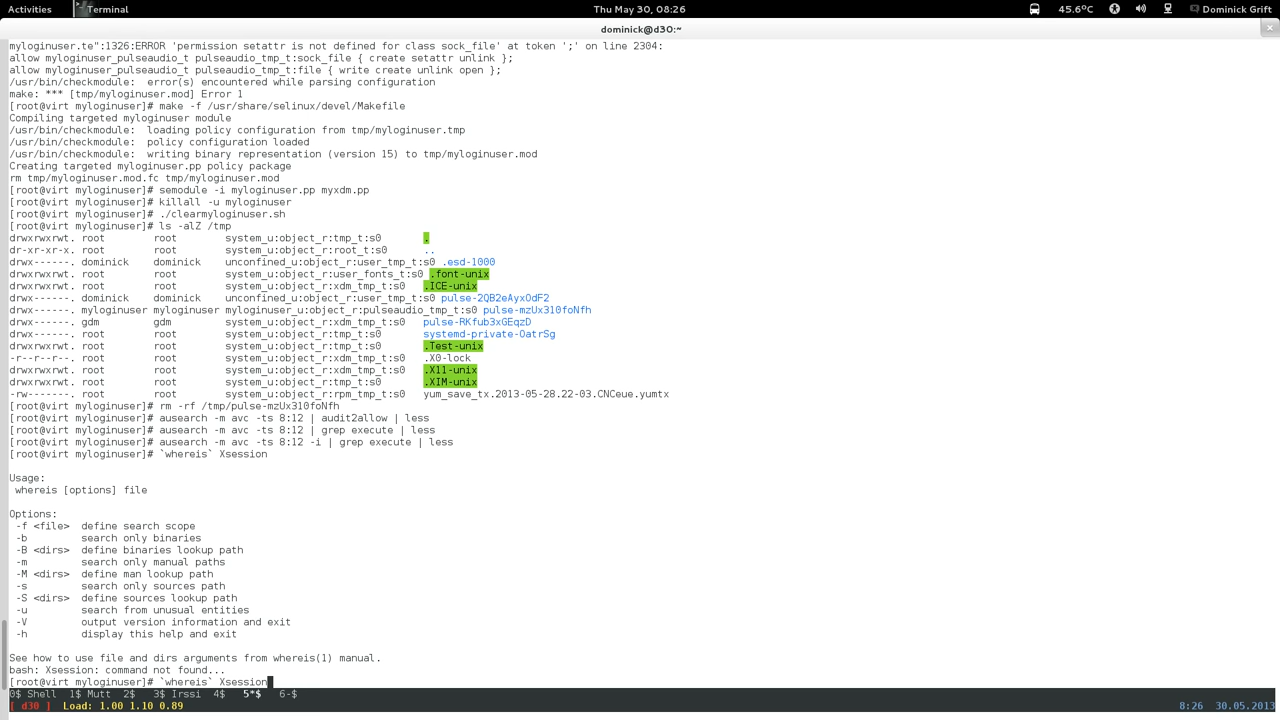 Activities Terminal Thu May 30, 08:26 45.6°C Dominick Grift
dominick@d30:~
myloginuser.te":1326:ERROR 'permission setattr is not defined for class sock_file' at token ';' on line 2304:
allow myloginuser_pulseaudio_t pulseaudio_tmp_t:sock_file { create setattr unlink };
allow myloginuser_pulseaudio_t pulseaudio_tmp_t:file { write create unlink open };
/usr/bin/checkmodule:  error(s) encountered while parsing configuration
make: *** [tmp/myloginuser.mod] Error 1
[root@virt myloginuser]# make -f /usr/share/selinux/devel/Makefile
Compiling targeted myloginuser module
/usr/bin/checkmodule:  loading policy configuration from tmp/myloginuser.tmp
/usr/bin/checkmodule:  policy configuration loaded
/usr/bin/checkmodule:  writing binary representation (version 15) to tmp/myloginuser.mod
Creating targeted myloginuser.pp policy package
rm tmp/myloginuser.mod.fc tmp/myloginuser.mod
[root@virt myloginuser]# semodule -i myloginuser.pp myxdm.pp
[root@virt myloginuser]# killall -u myloginuser
[root@virt myloginuser]# ./clearmyloginuser.sh
[root@virt myloginuser]# ls -alZ /tmp
drwxrwxrwt. root        root        system_u:object_r:tmp_t:s0       .
dr-xr-xr-x. root        root        system_u:object_r:root_t:s0      ..
drwx------. dominick    dominick    unconfined_u:object_r:user_tmp_t:s0 .esd-1000
drwxrwxrwt. root        root        system_u:object_r:user_fonts_t:s0 .font-unix
drwxrwxrwt. root        root        system_u:object_r:xdm_tmp_t:s0   .ICE-unix
drwx------. dominick    dominick    unconfined_u:object_r:user_tmp_t:s0 pulse-2QB2eAyxOdF2
drwx------. myloginuser myloginuser myloginuser_u:object_r:pulseaudio_tmp_t:s0 pulse-mzUx310foNfh
drwx------. gdm         gdm         system_u:object_r:xdm_tmp_t:s0   pulse-RKfub3xGEqzD
drwx------. root        root        system_u:object_r:tmp_t:s0       systemd-private-OatrSg
drwxrwxrwt. root        root        system_u:object_r:tmp_t:s0       .Test-unix
-r--r--r--. root        root        system_u:object_r:xdm_tmp_t:s0   .X0-lock
drwxrwxrwt. root        root        system_u:object_r:xdm_tmp_t:s0   .X11-unix
drwxrwxrwt. root        root        system_u:object_r:tmp_t:s0       .XIM-unix
-rw-------. root        root        system_u:object_r:rpm_tmp_t:s0   yum_save_tx.2013-05-28.22-03.CNCeue.yumtx
[root@virt myloginuser]# rm -rf /tmp/pulse-mzUx310foNfh
[root@virt myloginuser]# ausearch -m avc -ts 8:12 | audit2allow | less
[root@virt myloginuser]# ausearch -m avc -ts 8:12 | grep execute | less
[root@virt myloginuser]# ausearch -m avc -ts 8:12 -i | grep execute | less
[root@virt myloginuser]# `whereis` Xsession
Usage:
 whereis [options] file
Options:
 -f <file>  define search scope
 -b         search only binaries
 -B <dirs>  define binaries lookup path
 -m         search only manual paths
 -M <dirs>  define man lookup path
 -s         search only sources path
 -S <dirs>  define sources lookup path
 -u         search from unusual entities
 -V         output version information and exit
 -h         display this help and exit
See how to use file and dirs arguments from whereis(1) manual.
bash: Xsession: command not found...
[root@virt myloginuser]# `whereis` Xsession
0$ Shell  1$ Mutt  2$  3$ Irssi  4$   5*$   6-$
[ d30 ]  Load: 1.00 1.10 0.89 8:26  30.05.2013